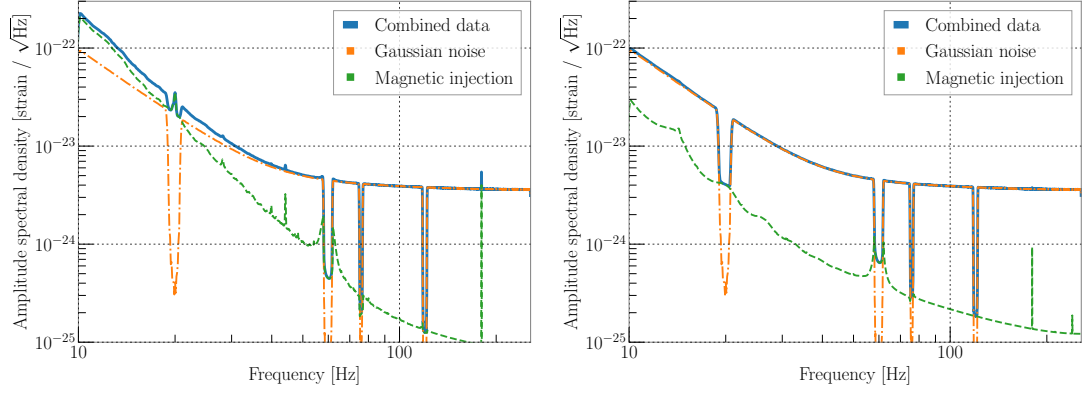 Amplitude spectral density [strain / √Hz]
10⁻²²
10⁻²³
10⁻²⁴
10⁻²⁵
Combined data
Gaussian noise
Magnetic injection
10
100
Frequency [Hz]
Amplitude spectral density [strain / √Hz]
10⁻²²
10⁻²³
10⁻²⁴
10⁻²⁵
Combined data
Gaussian noise
Magnetic injection
10
100
Frequency [Hz]